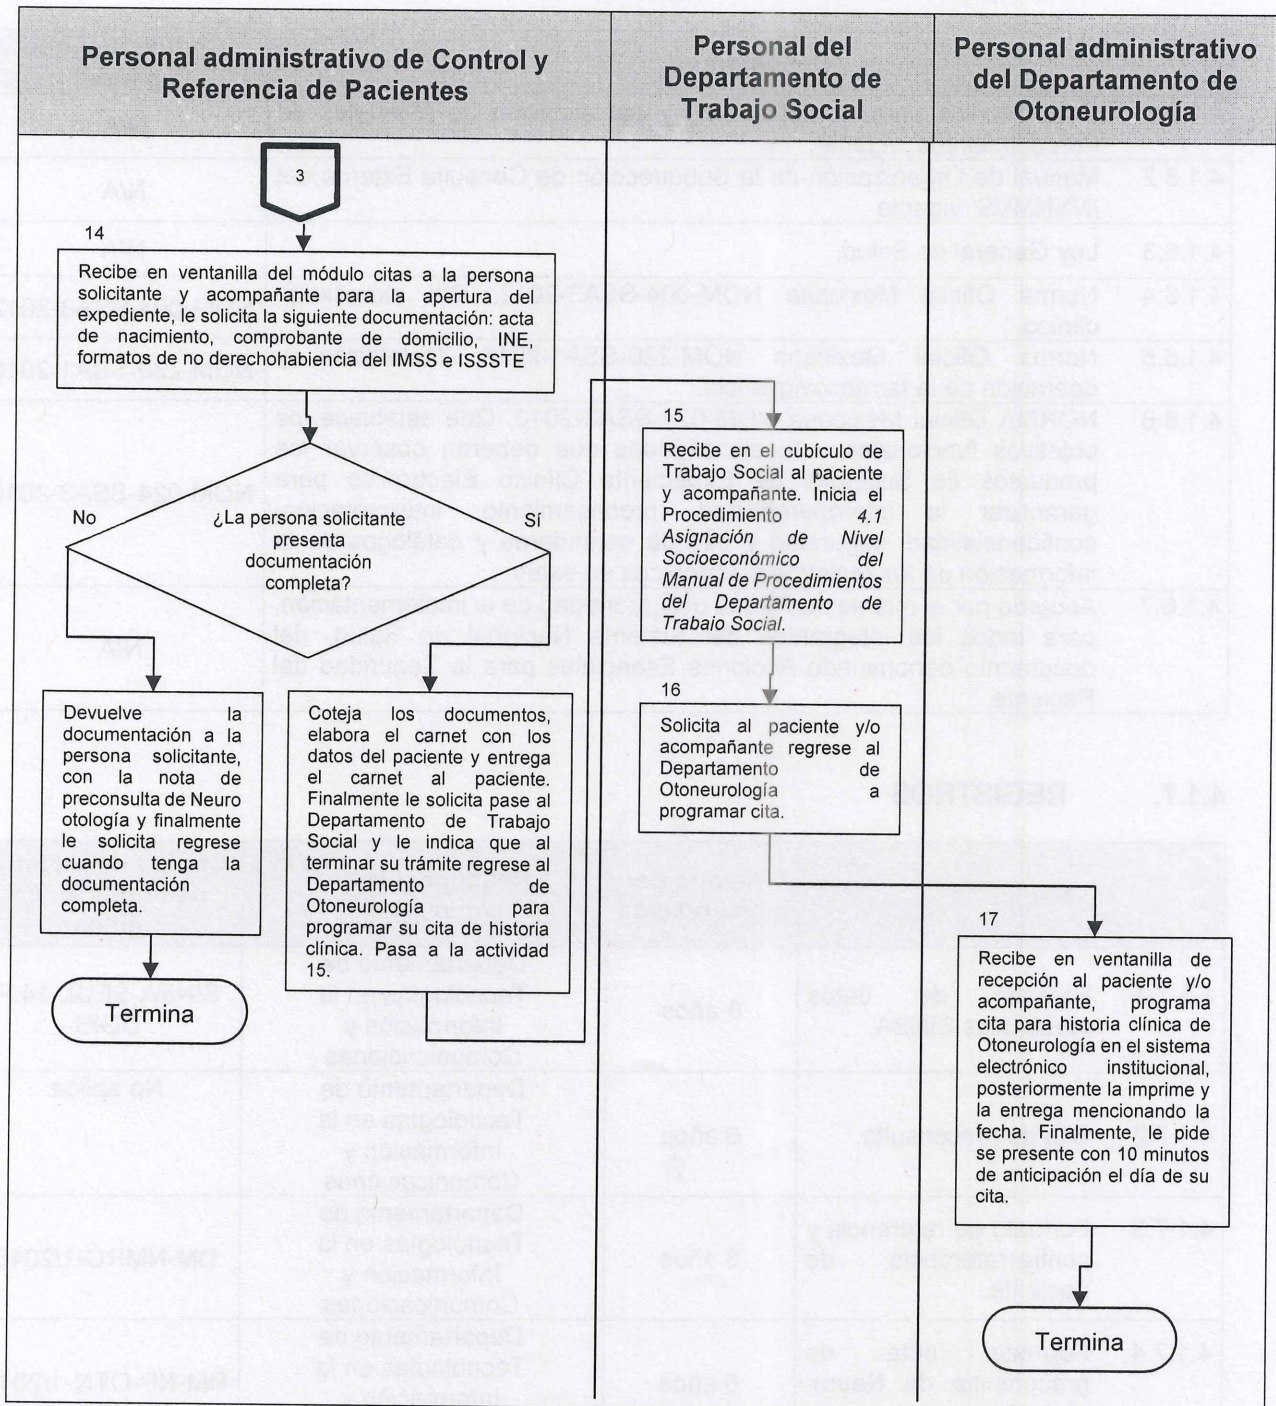 Personal administrativo de Control y
Referencia de Pacientes
Personal del
Departamento de
Trabajo Social
Personal administrativo
del Departamento de
Otoneurología
3
14
Recibe en ventanilla del módulo citas a la persona
solicitante y acompañante para la apertura del
expediente, le solicita la siguiente documentación: acta
de nacimiento, comprobante de domicilio, INE,
formatos de no derechohabiencia del IMSS e ISSSTE
No
¿La persona solicitante
presenta
documentación
completa?
Sí
Devuelve la
documentación a la
persona solicitante,
con la nota de
preconsulta de Neuro
otología y finalmente
le solicita regrese
cuando tenga la
documentación
completa.
Termina
Coteja los documentos,
elabora el carnet con los
datos del paciente y entrega
el carnet al paciente.
Finalmente le solicita pase al
Departamento de Trabajo
Social y le indica que al
terminar su trámite regrese al
Departamento de
Otoneurología para
programar su cita de historia
clínica. Pasa a la actividad
15.
15
Recibe en el cubículo de
Trabajo Social al paciente
y acompañante. Inicia el
Procedimiento 4.1
Asignación de Nivel
Socioeconómico del
Manual de Procedimientos
del Departamento de
Trabajo Social.
16
Solicita al paciente y/o
acompañante regrese al
Departamento de
Otoneurología a
programar cita.
17
Recibe en ventanilla de
recepción al paciente y/o
acompañante, programa
cita para historia clínica de
Otoneurología en el sistema
electrónico institucional,
posteriormente la imprime y
la entrega mencionando la
fecha. Finalmente, le pide
se presente con 10 minutos
de anticipación el día de su
cita.
Termina